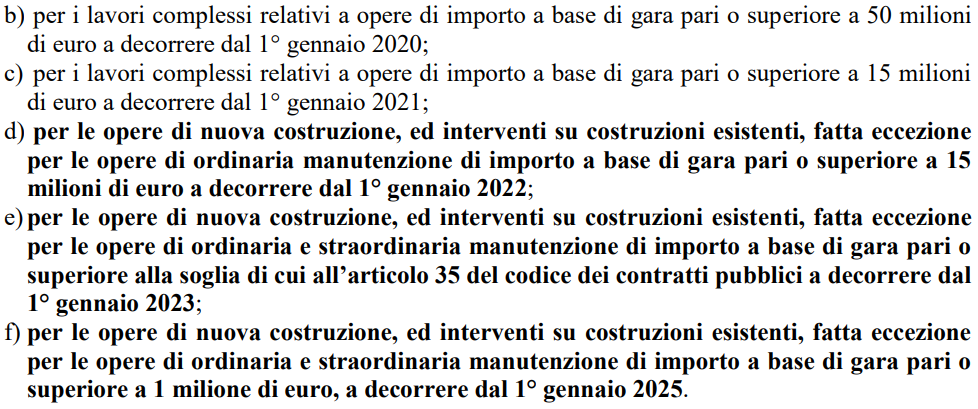 b) per i lavori complessi relativi a opere di importo a base di gara pari o superiore a 50 milioni
di euro a decorrere dal 1° gennaio 2020;
c) per i lavori complessi relativi a opere di importo a base di gara pari o superiore a 15 milioni
di euro a decorrere dal 1° gennaio 2021;
d) per le opere di nuova costruzione, ed interventi su costruzioni esistenti, fatta eccezione
per le opere di ordinaria manutenzione di importo a base di gara pari o superiore a 15
milioni di euro a decorrere dal 1° gennaio 2022;
e) per le opere di nuova costruzione, ed interventi su costruzioni esistenti, fatta eccezione
per le opere di ordinaria e straordinaria manutenzione di importo a base di gara pari o
superiore alla soglia di cui all’articolo 35 del codice dei contratti pubblici a decorrere dal
1° gennaio 2023;
f) per le opere di nuova costruzione, ed interventi su costruzioni esistenti, fatta eccezione
per le opere di ordinaria e straordinaria manutenzione di importo a base di gara pari o
superiore a 1 milione di euro, a decorrere dal 1° gennaio 2025.